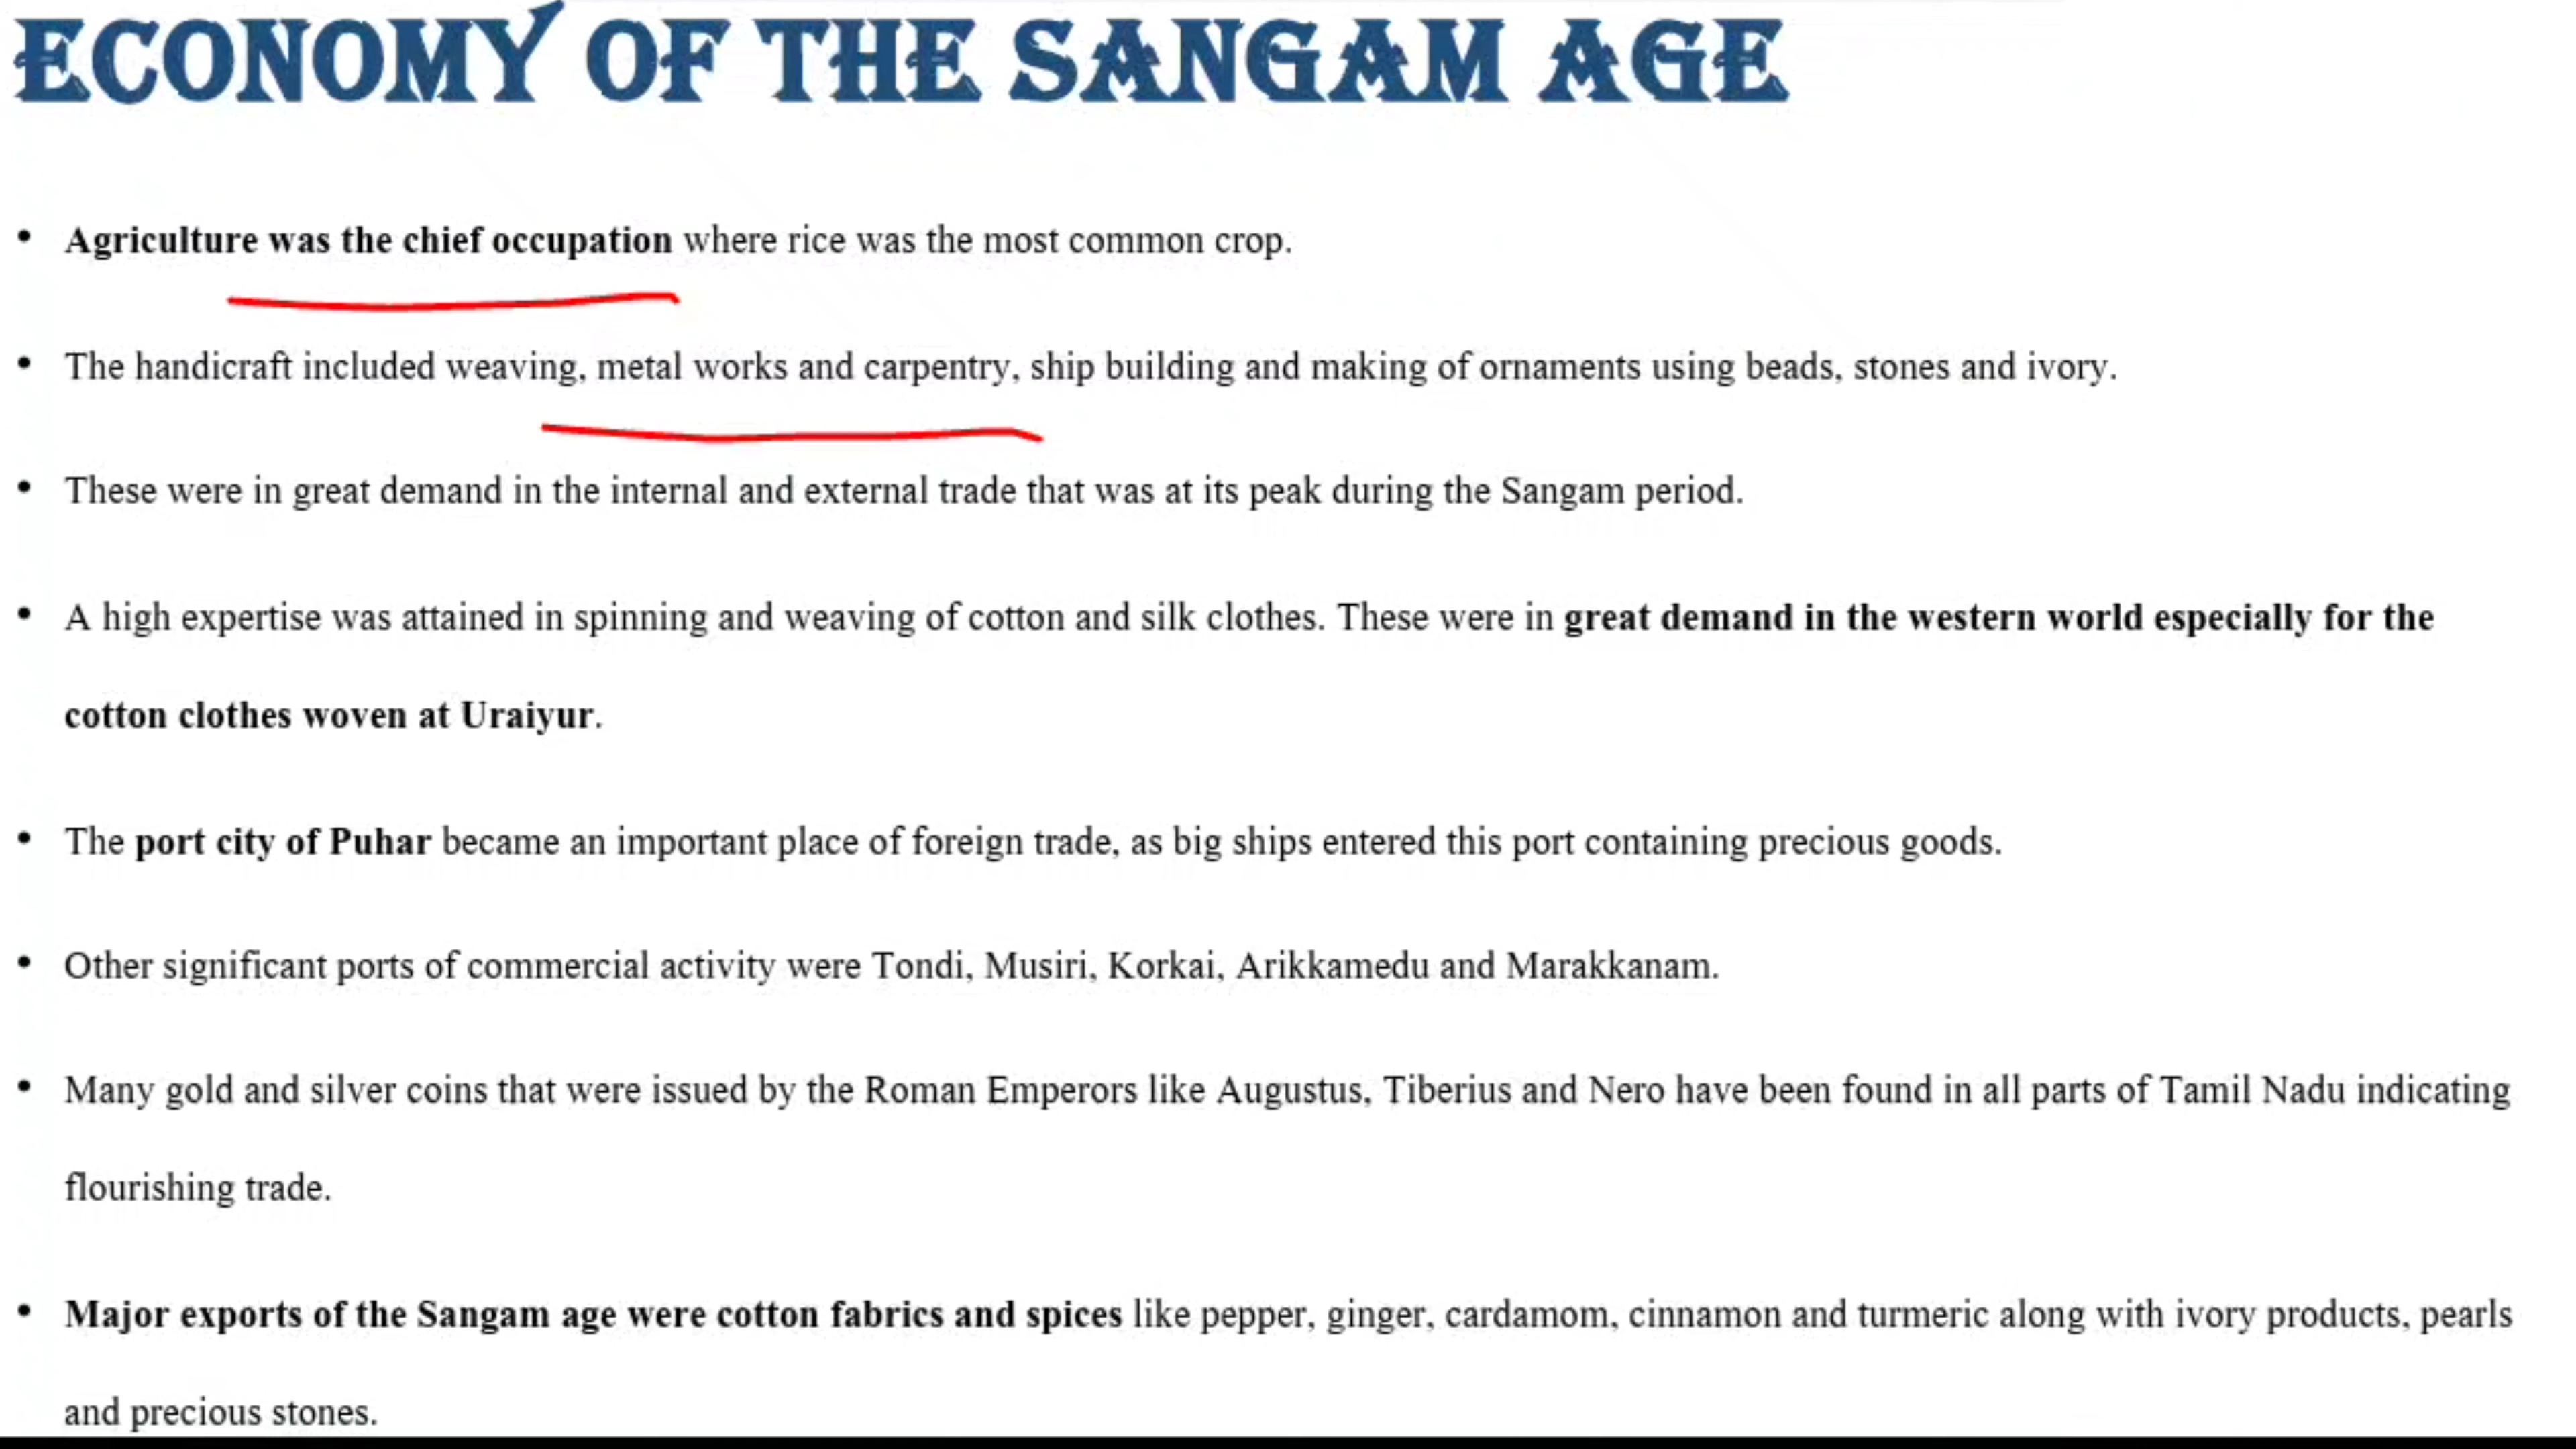 ECONOMY OF THE SANGAM AGE
• Agriculture was the chief occupation where rice was the most common crop.
• The handicraft included weaving, metal works and carpentry, ship building and making of ornaments using beads, stones and ivory.
• These were in great demand in the internal and external trade that was at its peak during the Sangam period.
• A high expertise was attained in spinning and weaving of cotton and silk clothes. These were in great demand in the western world especially for the
cotton clothes woven at Uraiyur.
• The port city of Puhar became an important place of foreign trade, as big ships entered this port containing precious goods.
• Other significant ports of commercial activity were Tondi, Musiri, Korkai, Arikkamedu and Marakkanam.
• Many gold and silver coins that were issued by the Roman Emperors like Augustus, Tiberius and Nero have been found in all parts of Tamil Nadu indicating
flourishing trade.
• Major exports of the Sangam age were cotton fabrics and spices like pepper, ginger, cardamom, cinnamon and turmeric along with ivory products, pearls
and precious stones.